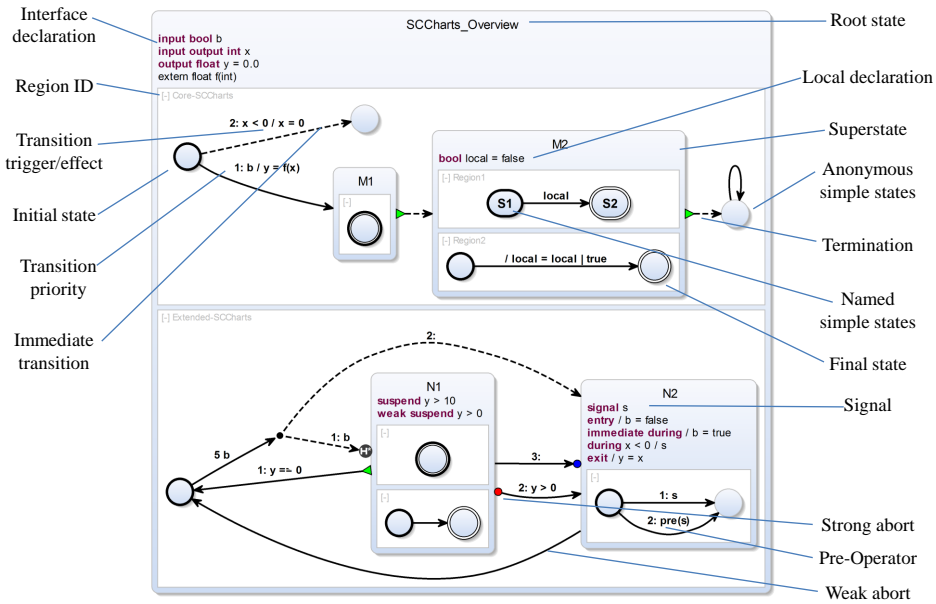 Interface
declaration
Region ID
Transition
trigger/effect
Initial state
Transition
priority
Immediate
transition
SCCharts_Overview
input bool b
input output int x
output float y = 0.0
extern float f(int)
[-] Core-SCCharts
2: x < 0 / x = 0
1: b / y = f(x)
M1
[-]
M2
bool local = false
[-] Region1
S1
local
S2
[-] Region2
/ local = local | true
[-] Extended-SCCharts
2:
5 b
1: b
H*
1: y == 0
N1
suspend y > 10
weak suspend y > 0
[-]
[-]
3:
2: y > 0
N2
signal s
entry / b = false
immediate during / b = true
during x < 0 / s
exit / y = x
[-]
1: s
2: pre(s)
Root state
Local declaration
Superstate
Anonymous
simple states
Termination
Named
simple states
Final state
Signal
Strong abort
Pre-Operator
Weak abort